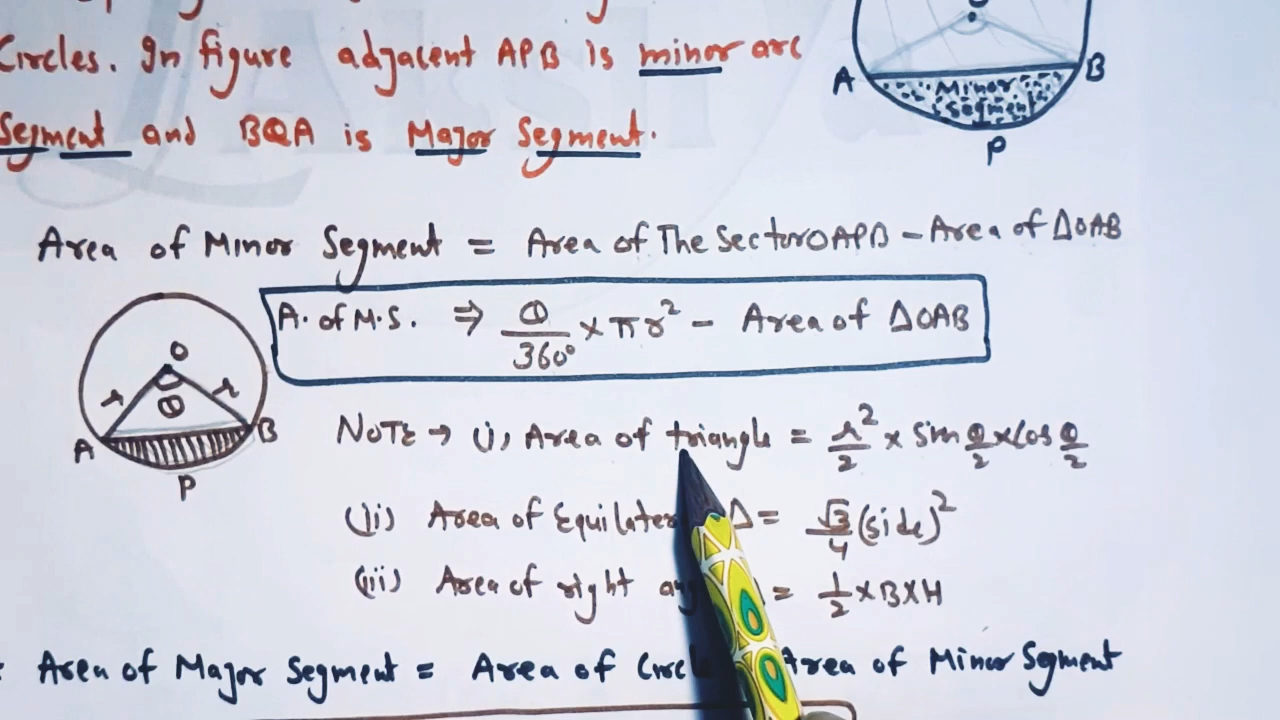 Circles. In figure adjacent APB is minor arc
Segment and BQA is Major Segment.
A B
Minor
Segment
P
Area of Minor Segment = Area of The Sector OAPB - Area of ΔOAB
A. of M.S. ⇒ θ/360° × πr² - Area of ΔOAB
O
r θ r
A B
P
NOTE → (i) Area of triangle = r²/2 × Sin θ/2 × Cos θ/2
(ii) Area of Equilater Δ = √3/4 (Side)²
(iii) Area of right = 1/2 × B × H
Area of Major Segment = Area of Circle Area of Minor Segment